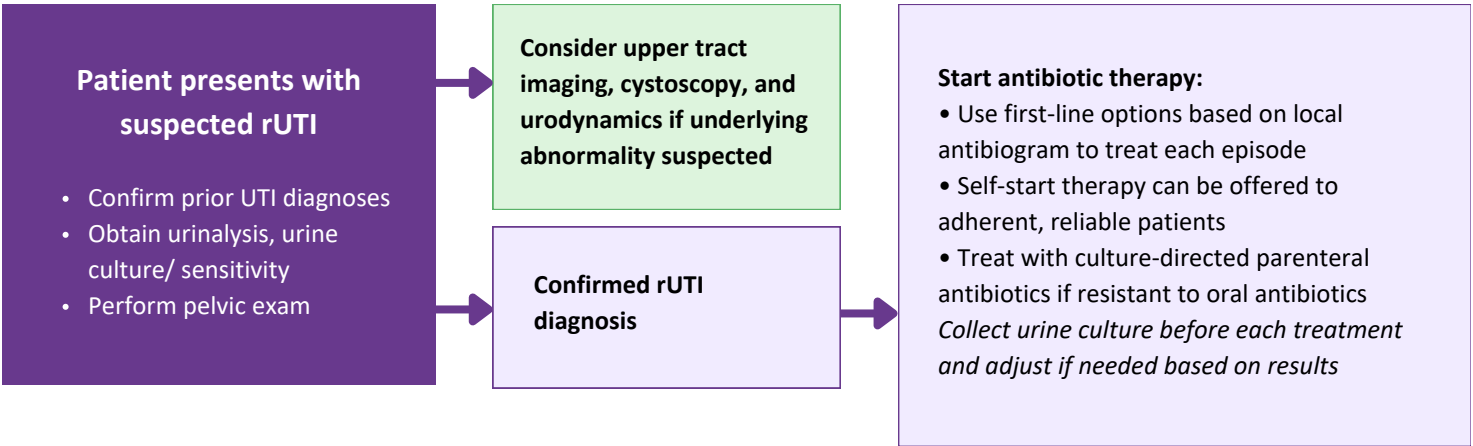 Patient presents with
suspected rUTI
• Confirm prior UTI diagnoses
• Obtain urinalysis, urine
culture/ sensitivity
• Perform pelvic exam
Consider upper tract
imaging, cystoscopy, and
urodynamics if underlying
abnormality suspected
Confirmed rUTI
diagnosis
Start antibiotic therapy:
• Use first-line options based on local
antibiogram to treat each episode
• Self-start therapy can be offered to
adherent, reliable patients
• Treat with culture-directed parenteral
antibiotics if resistant to oral antibiotics
Collect urine culture before each treatment
and adjust if needed based on results